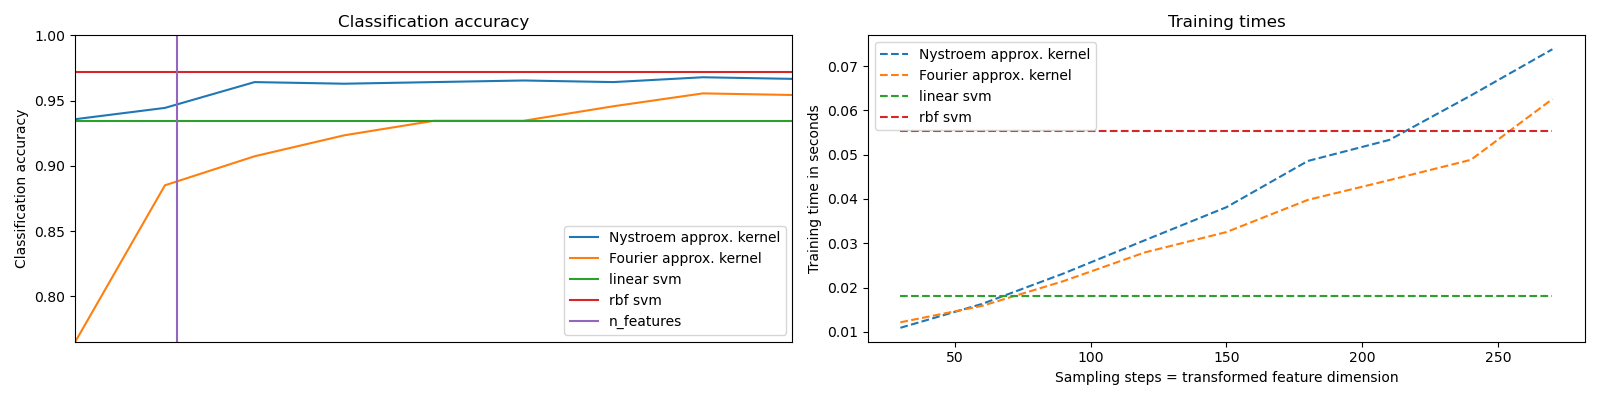 Classification accuracy
Classification accuracy
1.00
0.95
0.90
0.85
0.80
Nystroem approx. kernel
Fourier approx. kernel
linear svm
rbf svm
n_features
Training times
Training time in seconds
0.07
0.06
0.05
0.04
0.03
0.02
0.01
Nystroem approx. kernel
Fourier approx. kernel
linear svm
rbf svm
50 100 150 200 250
Sampling steps = transformed feature dimension